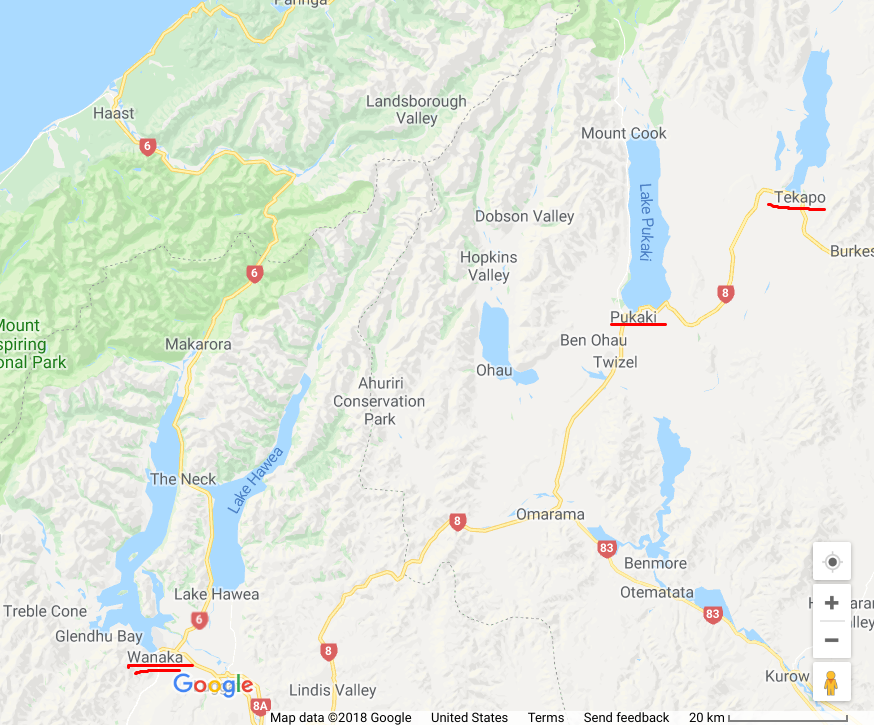 Haast
6
Landsborough
Valley
Mount Cook
Lake Pukaki
Tekapo
Dobson Valley
Hopkins
Valley
Burkes
6
8
Mount
spiring
onal Park
Makarora
Pukaki
Ben Ohau
Twizel
Ohau
Ahuriri
Conservation
Park
The Neck
Lake Hawea
8
Omarama
83
Benmore
Otematata
Lake Hawea
Treble Cone
6
83
Glendhu Bay
Wanaka
8
Google
Lindis Valley
8A
Kurow
Map data ©2018 Google United States Terms Send feedback 20 km